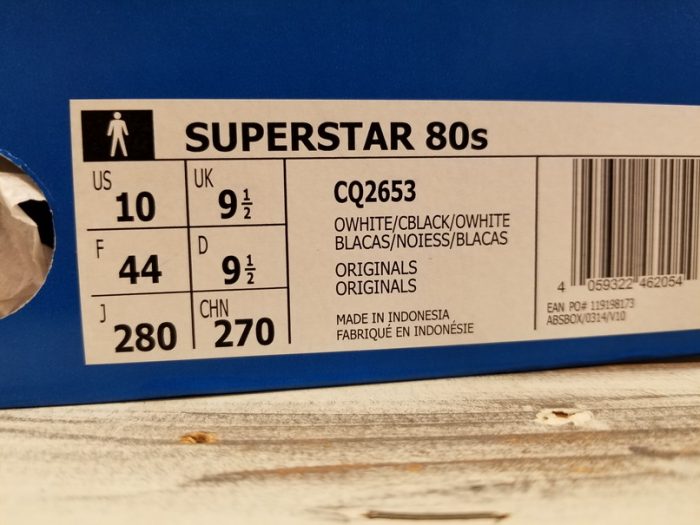 SUPERSTAR 80s
US 10
UK 9 1/2
F 44
D 9 1/2
J 280
CHN 270
CQ2653
OWHITE/CBLACK/OWHITE
BLACAS/NOIESS/BLACAS
ORIGINALS
ORIGINALS
MADE IN INDONESIA
FABRIQUÉ EN INDONÉSIE
4 059322 462054
EAN PO# 119198173
ABSBOX/0314/V10